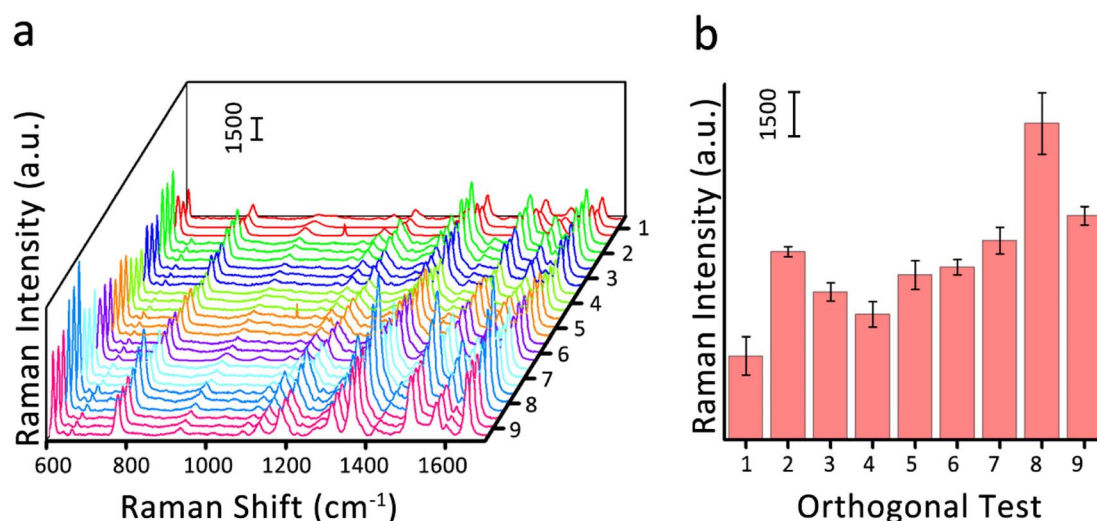 a
Raman Intensity (a.u.)
1500
1
2
3
4
5
6
7
8
9
600 800 1000 1200 1400 1600
Raman Shift (cm⁻¹)
b
Raman Intensity (a.u.)
1500
1 2 3 4 5 6 7 8 9
Orthogonal Test